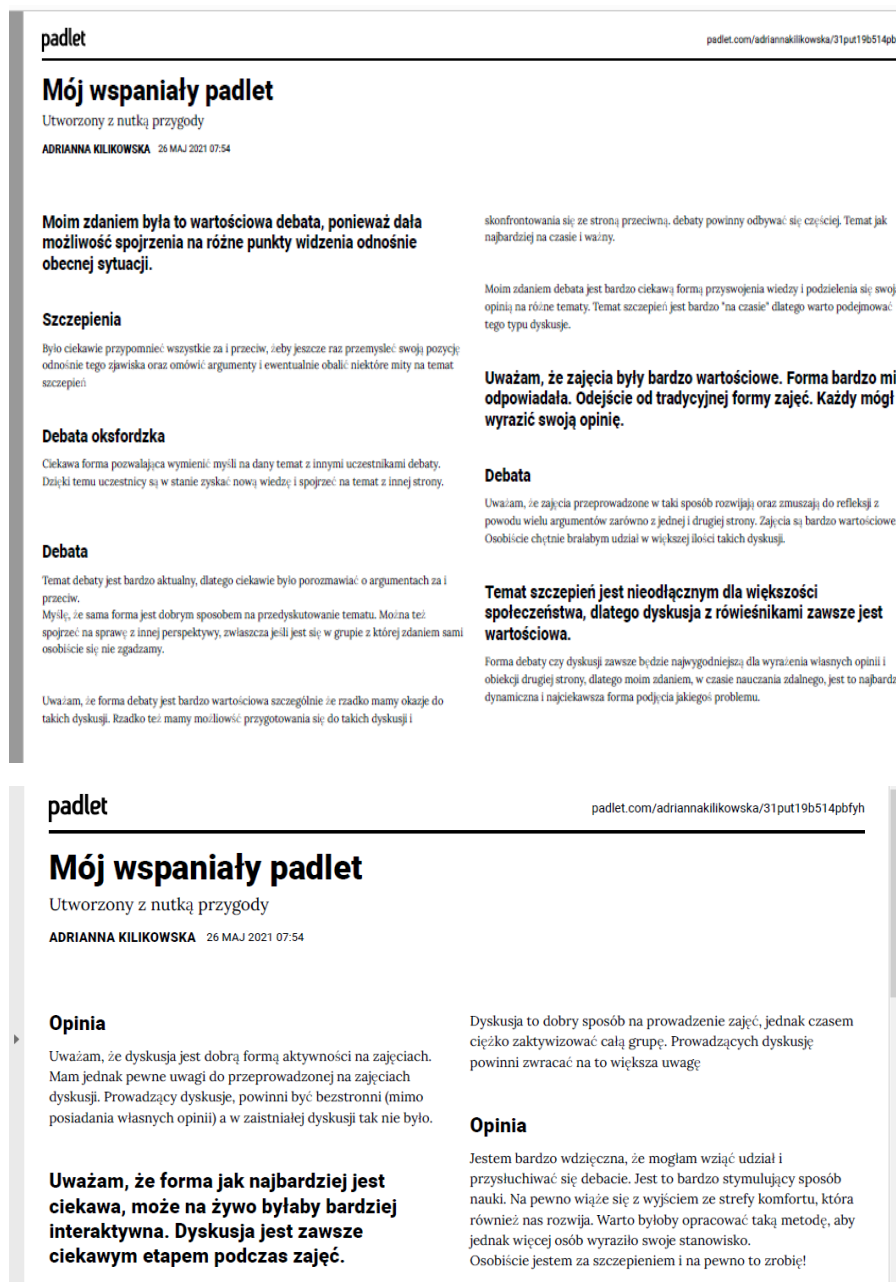 padlet
padlet.com/adriannakilikowska/31put19b514pb
Mój wspaniały padlet
Utworzony z nutką przygody
ADRIANNA KILIKOWSKA 26 MAJ 2021 07:54
Moim zdaniem była to wartościowa debata, ponieważ dała
możliwość spojrzenia na różne punkty widzenia odnośnie
obecnej sytuacji.
Szczepienia
Było ciekawie przypomnieć wszystkie za i przeciw, żeby jeszcze raz przemysleć swoją pozycję
odnośnie tego zjawiska oraz omówić argumenty i ewentualnie obalić niektóre mity na temat
szczepień
Debata oksfordzka
Ciekawa forma pozwalająca wymienić myśli na dany temat z innymi uczestnikami debaty.
Dzięki temu uczestnicy są w stanie zyskać nową wiedzę i spojrzeć na temat z innej strony.
Debata
Temat debaty jest bardzo aktualny, dlatego ciekawie było porozmawiać o argumentach za i
przeciw.
Myślę, że sama forma jest dobrym sposobem na przedyskutowanie tematu. Można też
spojrzeć na sprawę z innej perspektywy, zwłaszcza jeśli jest się w grupie z której zdaniem sami
osobiście się nie zgadzamy.
Uważam, że forma debaty jest bardzo wartościowa szczególnie że rzadko mamy okazje do
takich dyskusji. Rzadko też mamy możliowść przygotowania się do takich dyskusji i
skonfrontowania się ze stroną przeciwną. debaty powinny odbywać się częściej. Temat jak
najbardziej na czasie i ważny.
Moim zdaniem debata jest bardzo ciekawą formą przyswojenia wiedzy i podzielenia się swoj
opinią na różne tematy. Temat szczepień jest bardzo "na czasie" dlatego warto podejmować
tego typu dyskusje.
Uważam, że zajęcia były bardzo wartościowe. Forma bardzo mi
odpowiadała. Odejście od tradycyjnej formy zajęć. Każdy mógł
wyrazić swoją opinię.
Debata
Uważam, że zajęcia przeprowadzone w taki sposób rozwijają oraz zmuszają do refleksji z
powodu wielu argumentów zarówno z jednej i drugiej strony. Zajęcia są bardzo wartościowe
Osobiście chętnie brałabym udział w większej ilości takich dyskusji.
Temat szczepień jest nieodłącznym dla większości
społeczeństwa, dlatego dyskusja z rówieśnikami zawsze jest
wartościowa.
Forma debaty czy dyskusji zawsze będzie najwygodniejszą dla wyrażenia własnych opinii i
obiekcji drugiej strony, dlatego moim zdaniem, w czasie nauczania zdalnego, jest to najbardz
dynamiczna i najciekawsza forma podjęcia jakiegoś problemu.
padlet
padlet.com/adriannakilikowska/31put19b514pbfyh
Mój wspaniały padlet
Utworzony z nutką przygody
ADRIANNA KILIKOWSKA 26 MAJ 2021 07:54
Opinia
Uważam, że dyskusja jest dobrą formą aktywności na zajęciach.
Mam jednak pewne uwagi do przeprowadzonej na zajęciach
dyskusji. Prowadzący dyskusje, powinni być bezstronni (mimo
posiadania własnych opinii) a w zaistniałej dyskusji tak nie było.
Uważam, że forma jak najbardziej jest
ciekawa, może na żywo byłaby bardziej
interaktywna. Dyskusja jest zawsze
ciekawym etapem podczas zajęć.
Dyskusja to dobry sposób na prowadzenie zajęć, jednak czasem
ciężko zaktywizować całą grupę. Prowadzących dyskusję
powinni zwracać na to większa uwagę
Opinia
Jestem bardzo wdzięczna, że mogłam wziąć udział i
przysłuchiwać się debacie. Jest to bardzo stymulujący sposób
nauki. Na pewno wiąże się z wyjściem ze strefy komfortu, która
również nas rozwija. Warto byłoby opracować taką metodę, aby
jednak więcej osób wyraziło swoje stanowisko.
Osobiście jestem za szczepieniem i na pewno to zrobię!